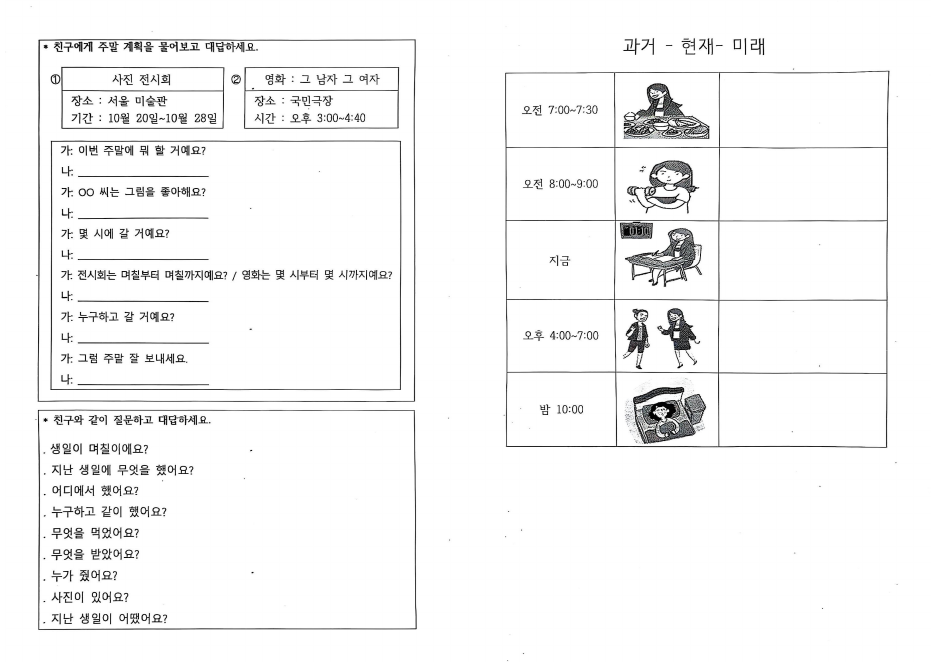 * 친구에게 주말 계획을 물어보고 대답하세요.
① 사진 전시회
장소 : 서울 미술관
기간 : 10월 20일~10월 28일
② 영화 : 그 남자 그 여자
장소 : 국민극장
시간 : 오후 3:00~4:40
가: 이번 주말에 뭐 할 거예요?
나:
가: OO 씨는 그림을 좋아해요?
나:
가: 몇 시에 갈 거예요?
나:
가: 전시회는 며칠부터 며칠까지예요? / 영화는 몇 시부터 몇 시까지예요?
나:
가: 누구하고 갈 거예요?
나:
가: 그럼 주말 잘 보내세요.
나:
* 친구와 같이 질문하고 대답하세요.
. 생일이 며칠이에요?
. 지난 생일에 무엇을 했어요?
. 어디에서 했어요?
. 누구하고 같이 했어요?
. 무엇을 먹었어요?
. 무엇을 받았어요?
. 누가 줬어요?
. 사진이 있어요?
. 지난 생일이 어땠어요?
과거 - 현재- 미래
오전 7:00~7:30
오전 8:00~9:00
지금
오후 4:00~7:00
밤 10:00